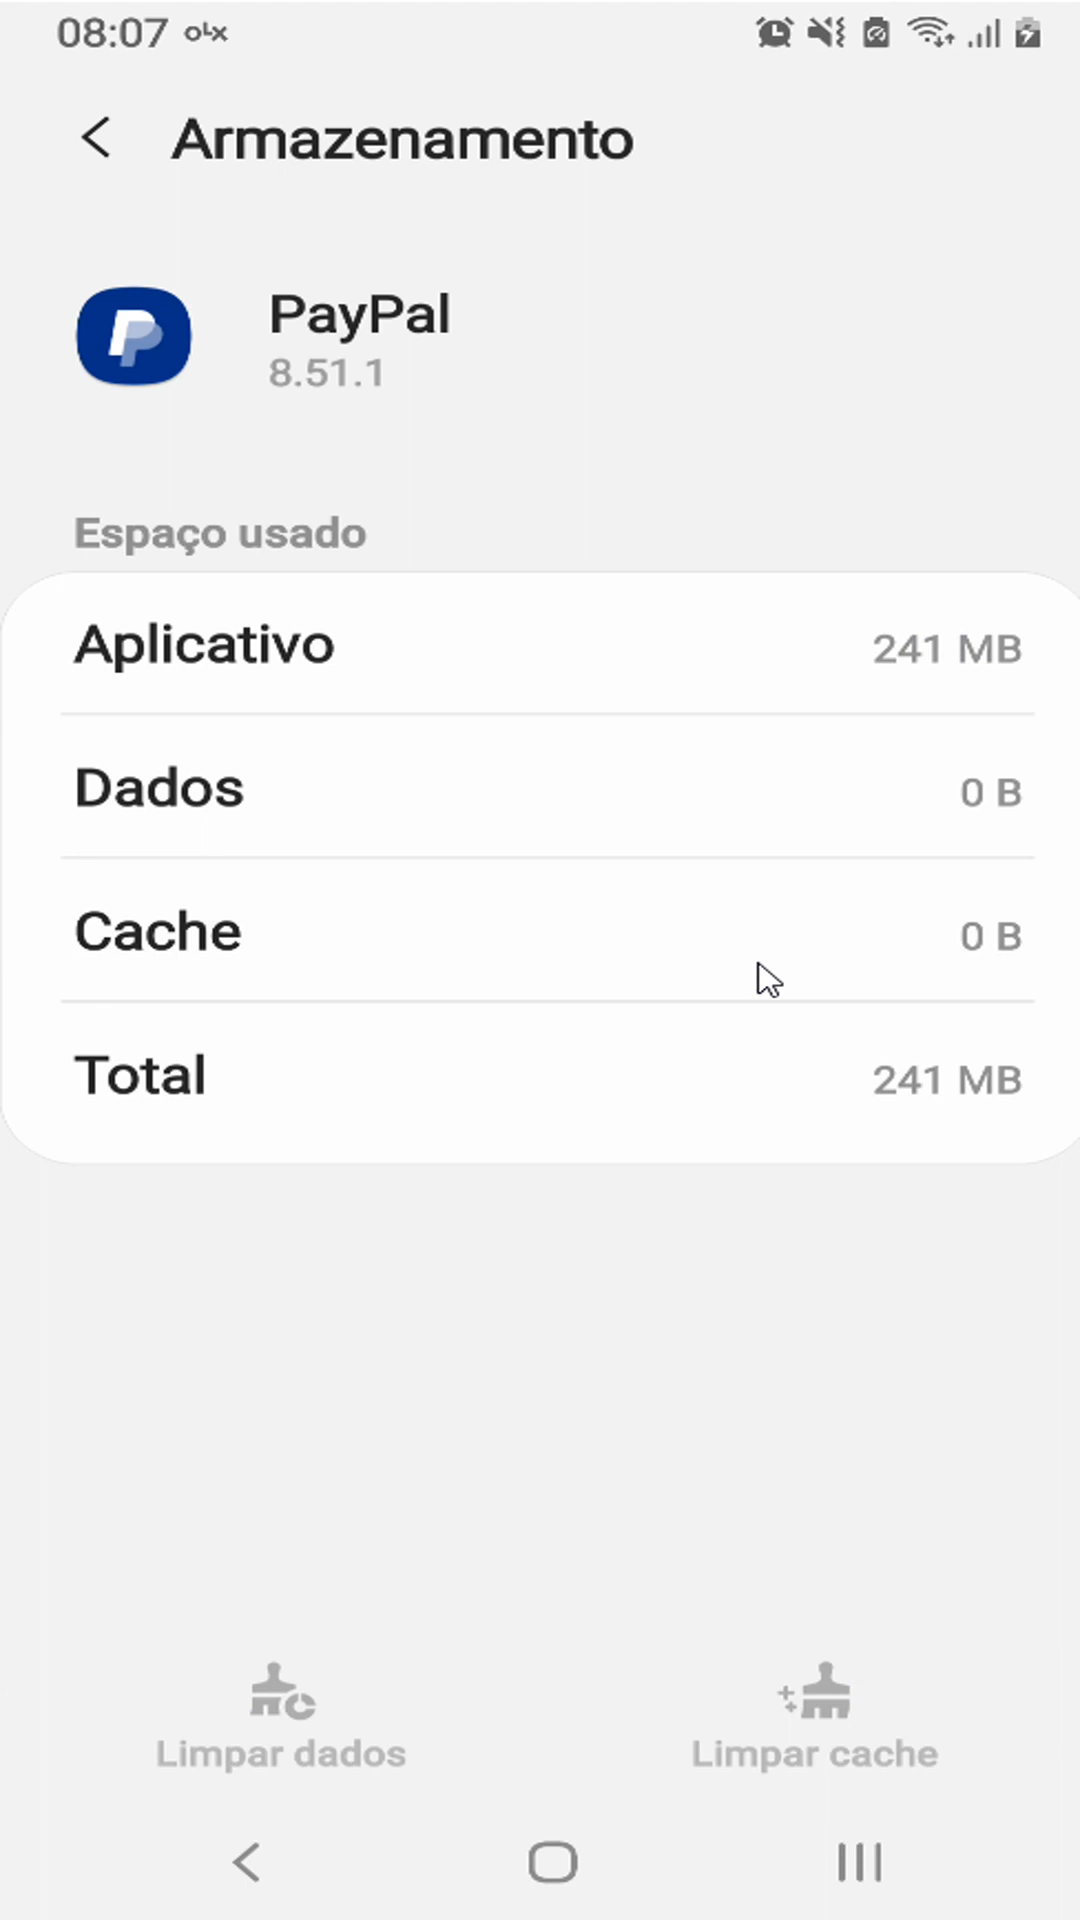 08:07 OLX
Armazenamento
PayPal
8.51.1
Espaço usado
Aplicativo 241 MB
Dados 0 B
Cache 0 B
Total 241 MB
Limpar dados Limpar cache